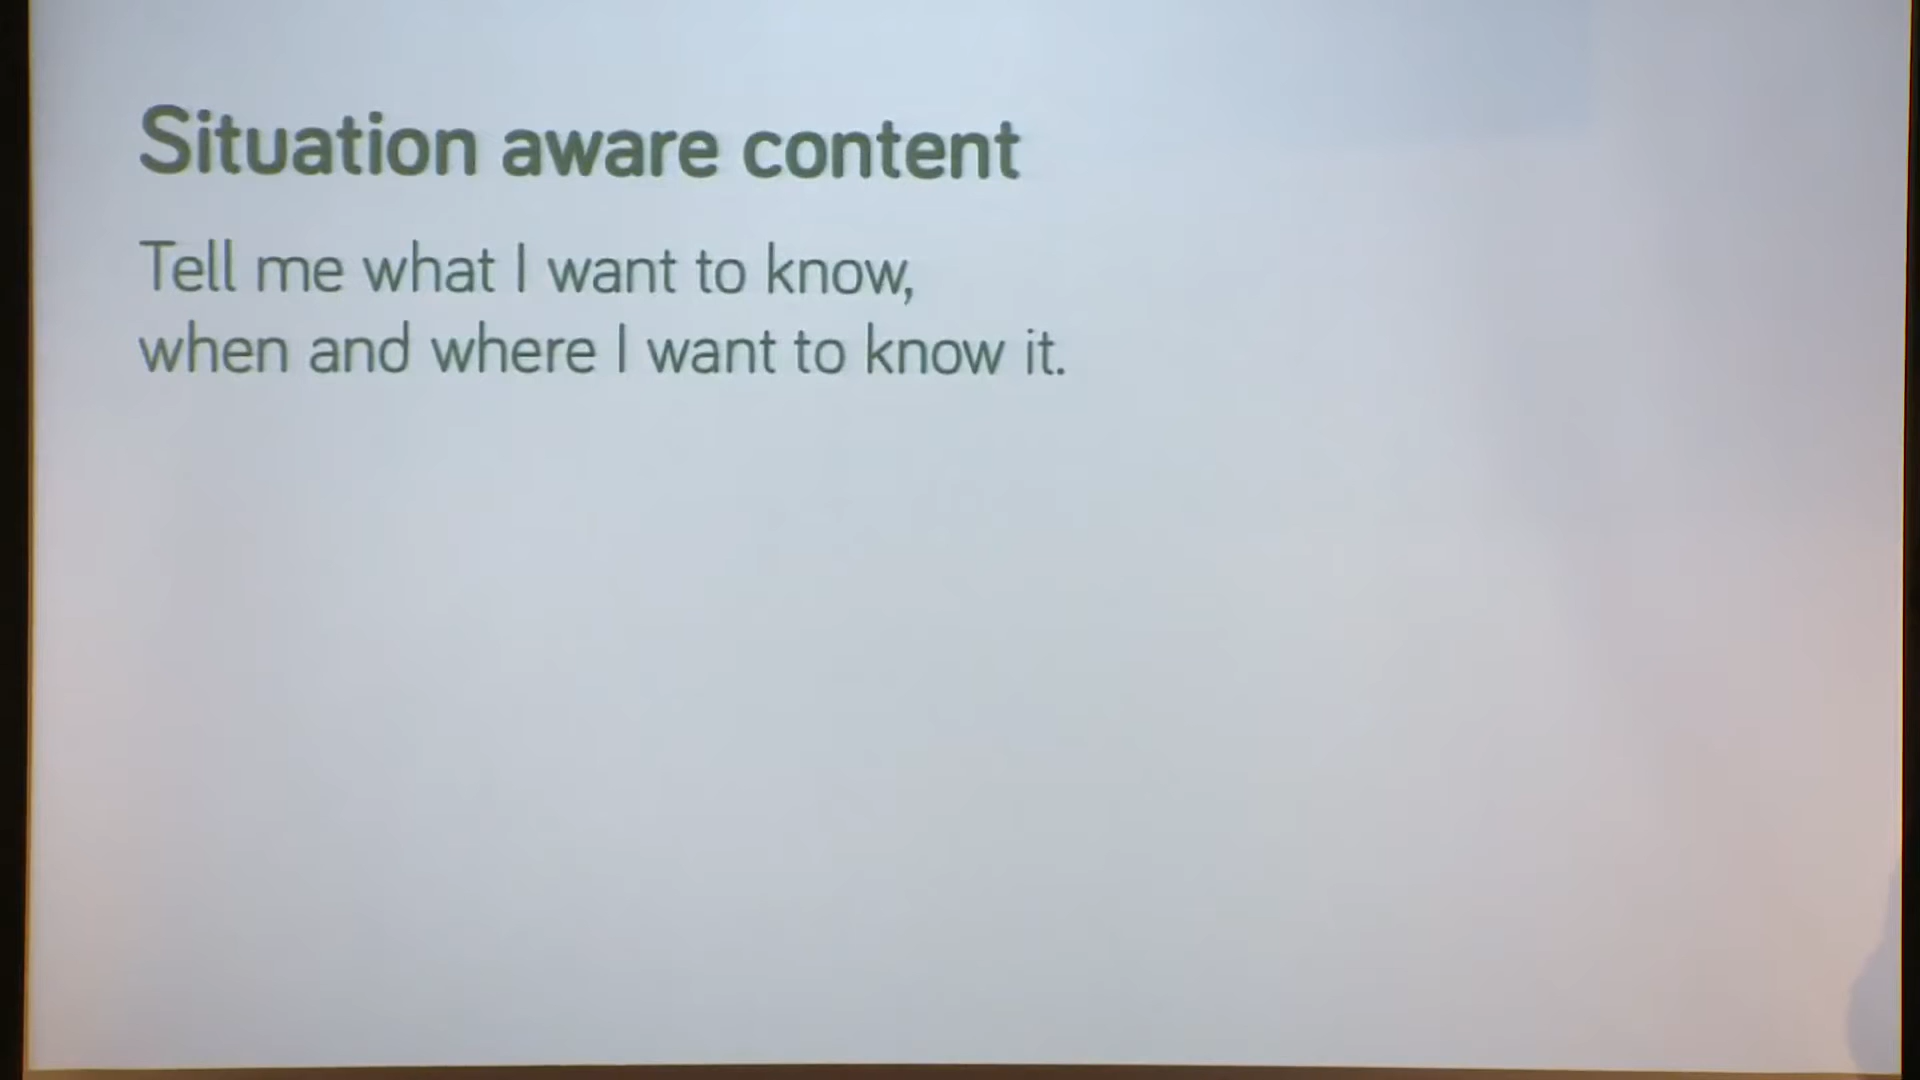 Situation aware content
Tell me what I want to know,
when and where I want to know it.